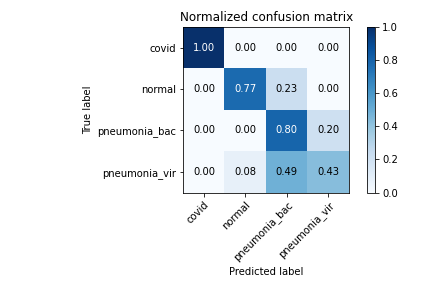 Normalized confusion matrix
covid 1.00 0.00 0.00 0.00
normal 0.00 0.77 0.23 0.00
pneumonia_bac 0.00 0.00 0.80 0.20
pneumonia_vir 0.00 0.08 0.49 0.43
covid normal pneumonia_bac pneumonia_vir
True label
Predicted label
1.0
0.8
0.6
0.4
0.2
0.0